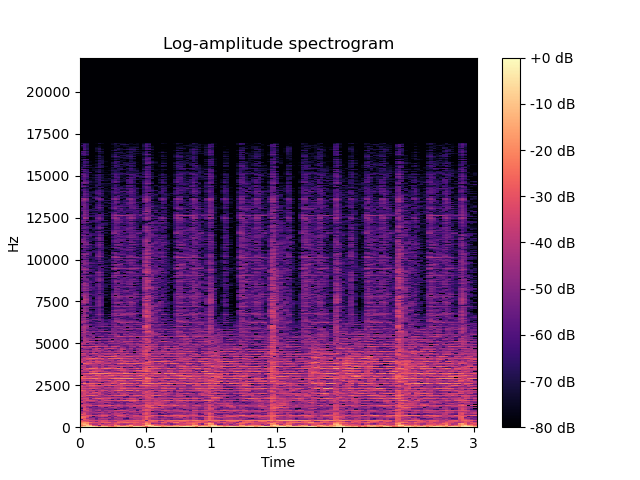 Log-amplitude spectrogram
Hz
20000
17500
15000
12500
10000
7500
5000
2500
0
0 0.5 1 1.5 2 2.5 3
Time
+0 dB
-10 dB
-20 dB
-30 dB
-40 dB
-50 dB
-60 dB
-70 dB
-80 dB